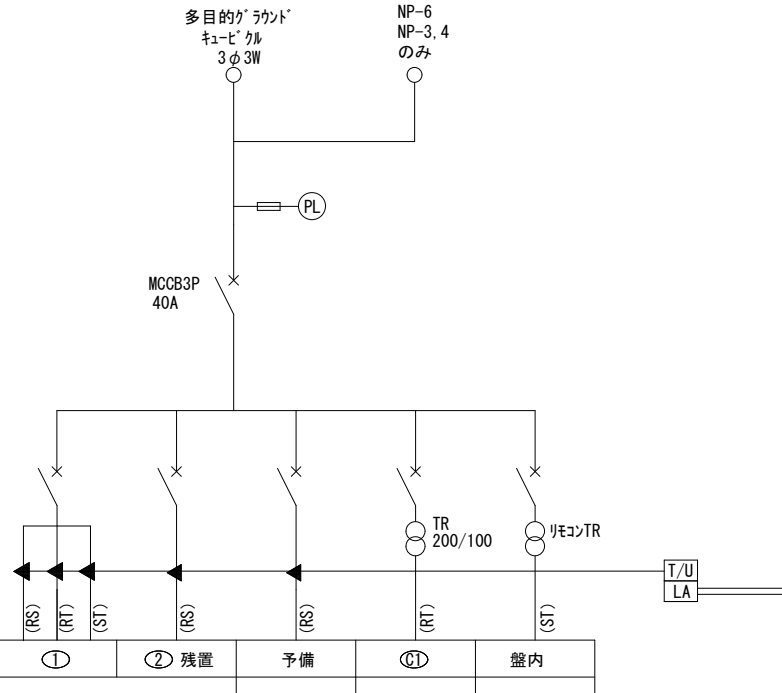 多目的ｸﾞﾗｳﾝﾄﾞ
ｷｭｰﾋﾞｸﾙ
3φ3W
NP-6
NP-3,4
のみ
PL
MCCB3P
40A
TR
200/100
ﾘﾓｺﾝTR
T/U
LA
(RS)
(RT)
(ST)
(RS)
(RS)
(RT)
(ST)
①
② 残置
予備
C1
盤内